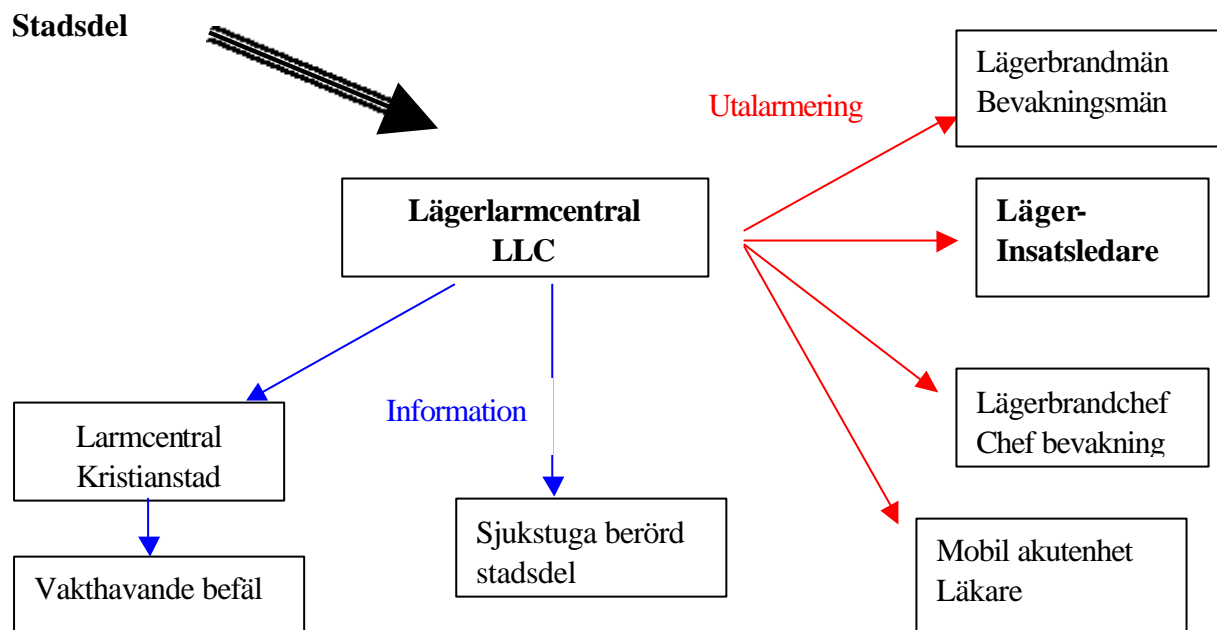 Stadsdel
Lägerbrandmän
Bevakningsmän
Utalarmering
Lägerlarmcentral
LLC
Läger-
Insatsledare
Lägerbrandchef
Chef bevakning
Information
Larmcentral
Kristianstad
Sjukstuga berörd
stadsdel
Mobil akutenhet
Läkare
Vakthavande befäl